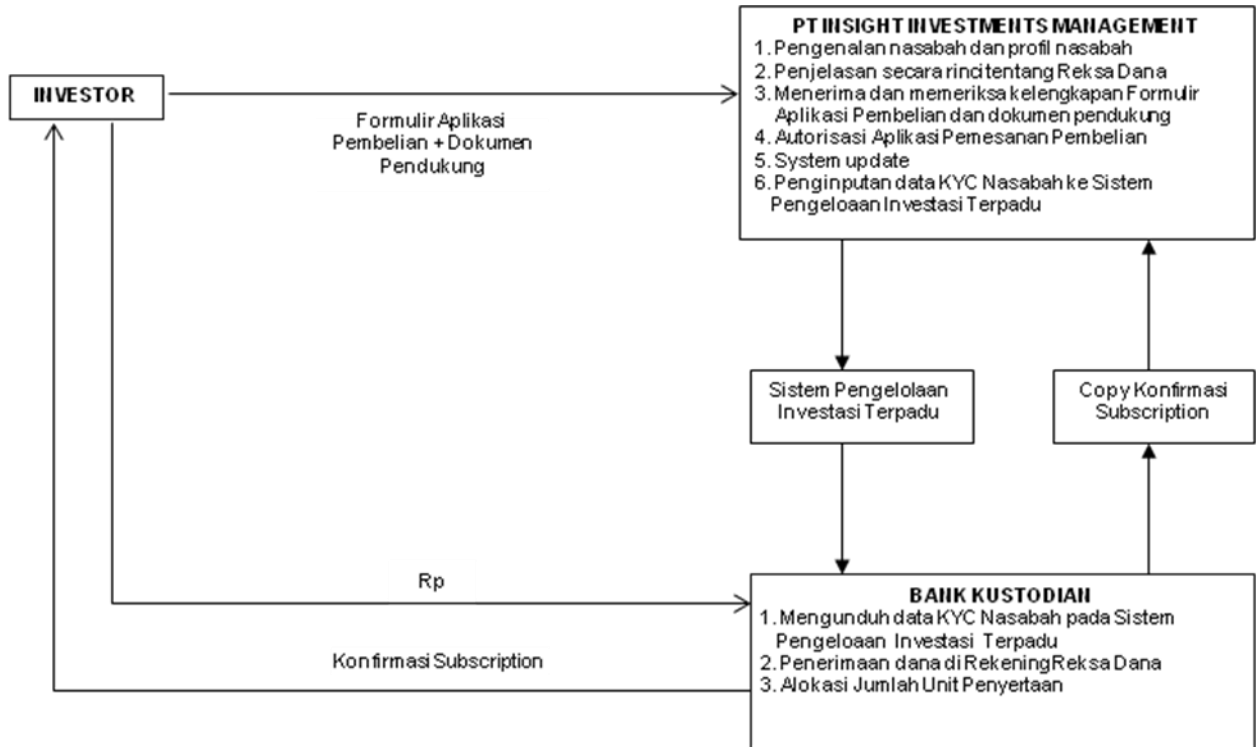 PT INSIGHT INVESTMENTS MANAGEMENT
1. Pengenalan nasabah dan profil nasabah
2. Penjelasan secara rinci tentang Reksa Dana
3. Menerima dan memeriksa kelengkapan Formulir
Aplikasi Pembelian dan dokumen pendukung
4. Autorisasi Aplikasi Pemesanan Pembelian
5. System update
6. Penginputan data KYC Nasabah ke Sistem
Pengeloaan Investasi Terpadu
INVESTOR
Formulir Aplikasi
Pembelian + Dokumen
Pendukung
Sistem Pengelolaan
Investasi Terpadu
Copy Konfirmasi
Subscription
Rp
Konfirmasi Subscription
BANK KUSTODIAN
1. Mengunduh data KYC Nasabah pada Sistem
Pengeloaan Investasi Terpadu
2. Penerimaan dana di Rekening Reksa Dana
3. Alokasi Jumlah Unit Penyertaan